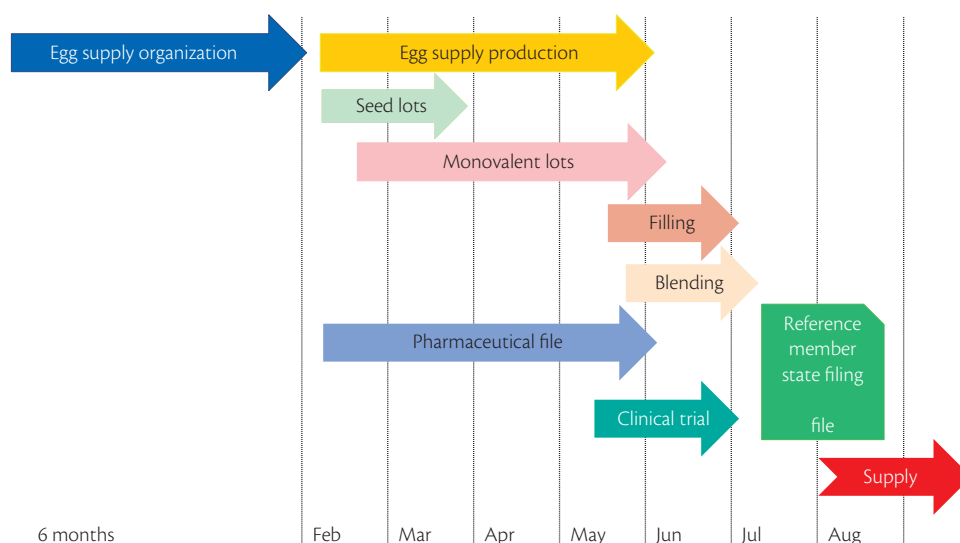 Egg supply organization
Egg supply production
Seed lots
Monovalent lots
Filling
Blending
Pharmaceutical file
Reference
member
state filing
file
Clinical trial
Supply
6 months
Feb
Mar
Apr
May
Jun
Jul
Aug